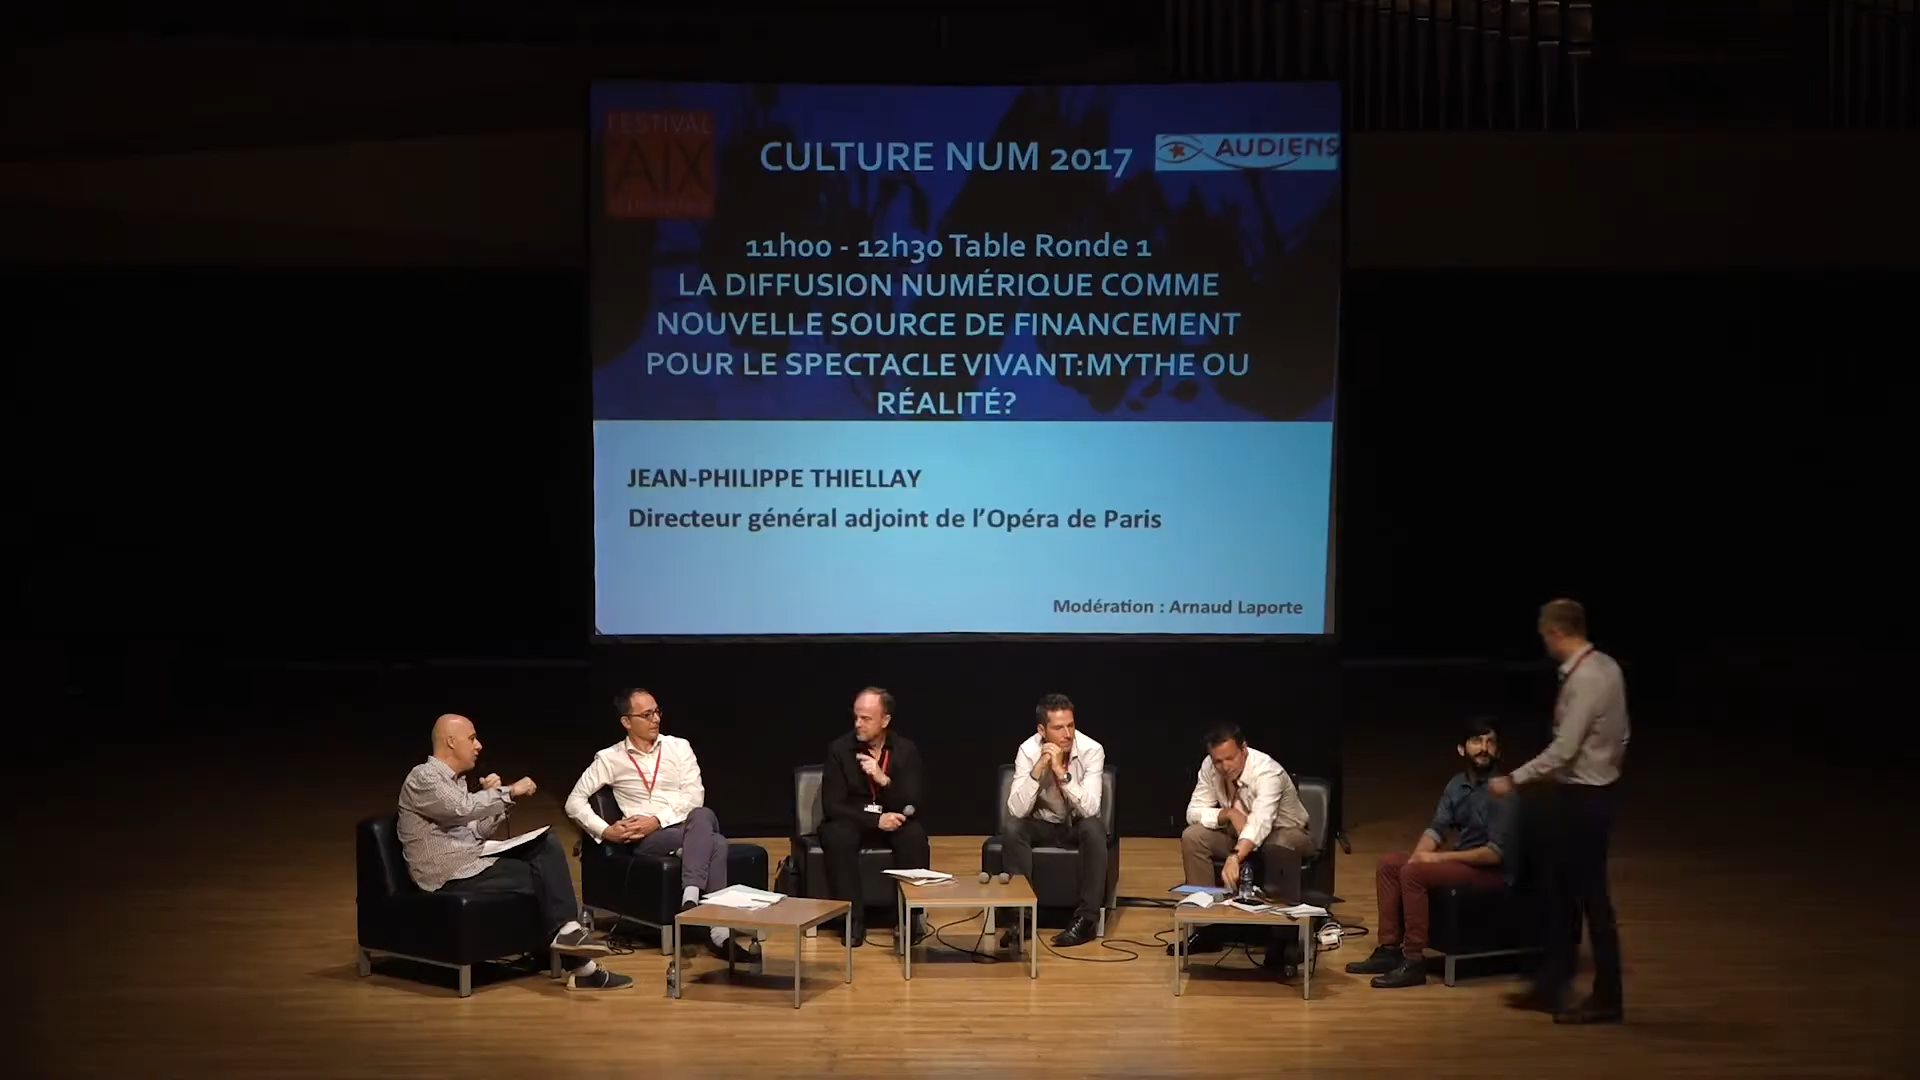 FESTIVAL
AIX
CULTURE NUM 2017
AUDIENS
11h00 - 12h30 Table Ronde 1
LA DIFFUSION NUMÉRIQUE COMME
NOUVELLE SOURCE DE FINANCEMENT
POUR LE SPECTACLE VIVANT:MYTHE OU
RÉALITÉ?
JEAN-PHILIPPE THIELLAY
Directeur général adjoint de l’Opéra de Paris
Modération : Arnaud Laporte